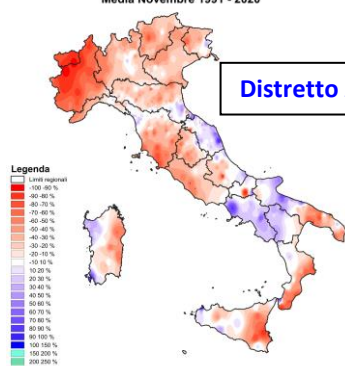 Media Novembre 1991 - 2020
Distretto
Legenda
Limiti regionali
-100 -90 %
-90 -80 %
-80 -70 %
-70 -60 %
-60 -50 %
-50 -40 %
-40 -30 %
-30 -20 %
-20 -10 %
-10 10 %
10 20 %
20 30 %
30 40 %
40 50 %
50 60 %
60 70 %
70 80 %
80 90 %
90 100 %
100 150 %
150 200 %
200 250 %